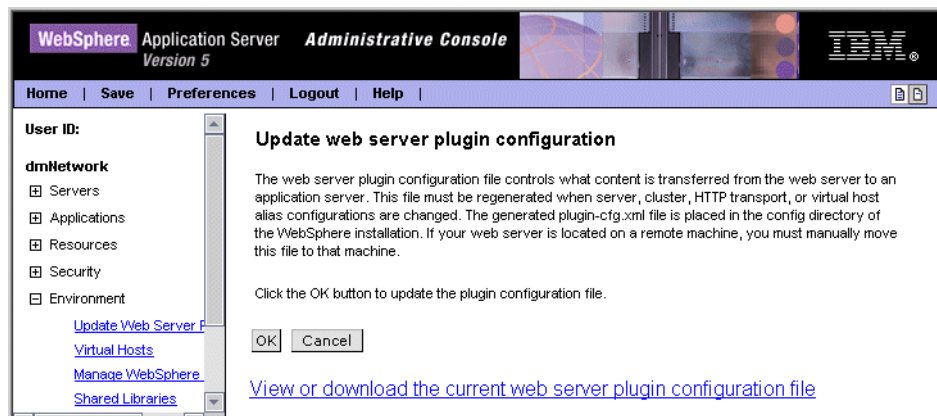 WebSphere Application Server Administrative Console
Version 5
IBM®
Home | Save | Preferences | Logout | Help |
User ID:
dmNetwork
Servers
Applications
Resources
Security
Environment
Update Web Server
Virtual Hosts
Manage WebSphere
Shared Libraries
Update web server plugin configuration
The web server plugin configuration file controls what content is transferred from the web server to an
application server. This file must be regenerated when server, cluster, HTTP transport, or virtual host
alias configurations are changed. The generated plugin-cfg.xml file is placed in the config directory of
the WebSphere installation. If your web server is located on a remote machine, you must manually move
this file to that machine.
Click the OK button to update the plugin configuration file.
OK Cancel
View or download the current web server plugin configuration file